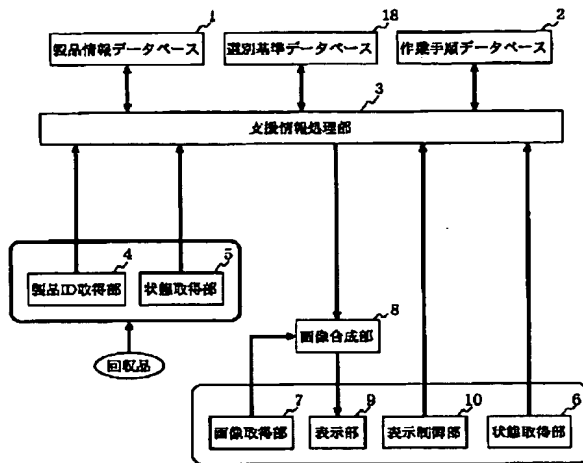 1
18
2
製品情報データベース
選別基準データベース
作業手順データベース
3
支援情報処理部
4
5
製品ID取得部
状態取得部
8
画像合成部
回収品
7
9
10
6
画像取得部
表示部
表示制御部
状態取得部